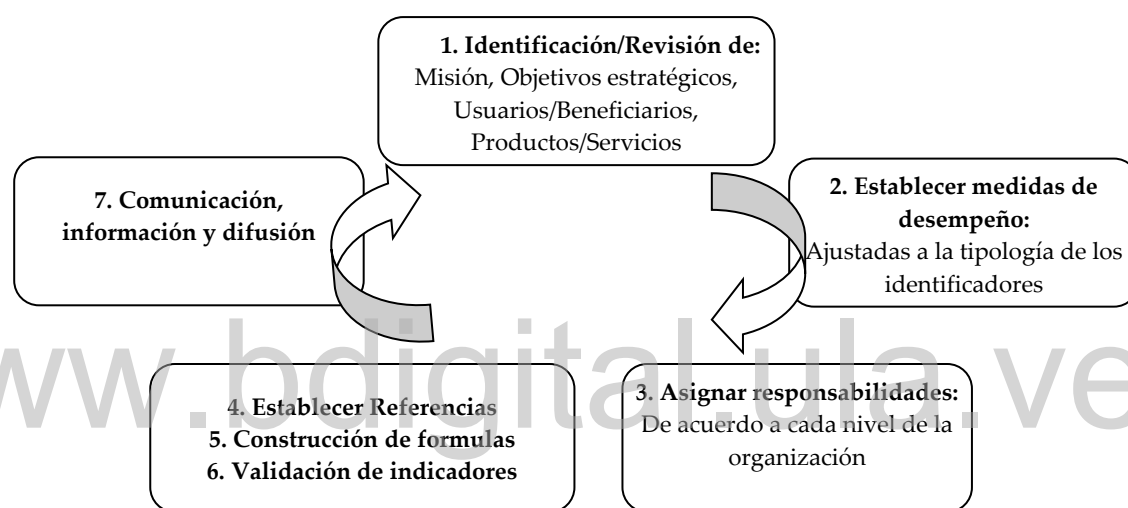 1. Identificación/Revisión de:
Misión, Objetivos estratégicos,
Usuarios/Beneficiarios,
Productos/Servicios
2. Establecer medidas de
desempeño:
Ajustadas a la tipología de los
identificadores
3. Asignar responsabilidades:
De acuerdo a cada nivel de la
organización
4. Establecer Referencias
5. Construcción de formulas
6. Validación de indicadores
7. Comunicación,
información y difusión
www.bdigital.ula.ve